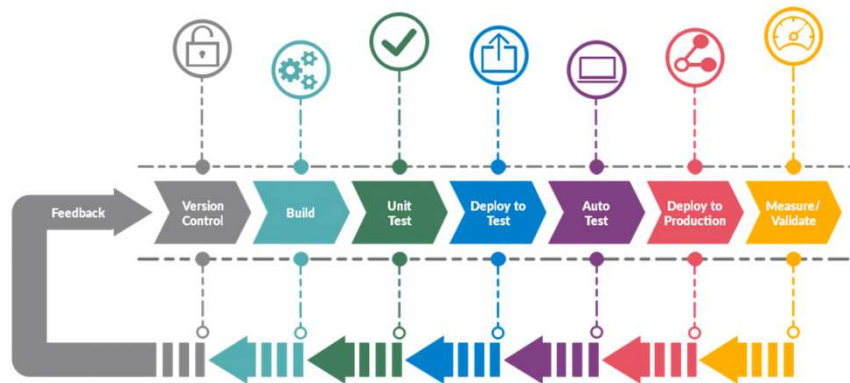 Feedback
Version
Control
Build
Unit
Test
Deploy to
Test
Auto
Test
Deploy to
Production
Measure/
Validate